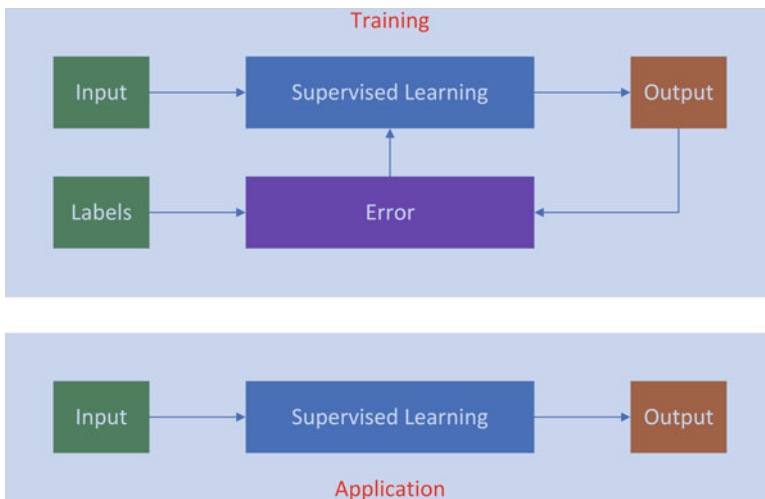 Training
Input
Supervised Learning
Output
Labels
Error
Input
Supervised Learning
Output
Application